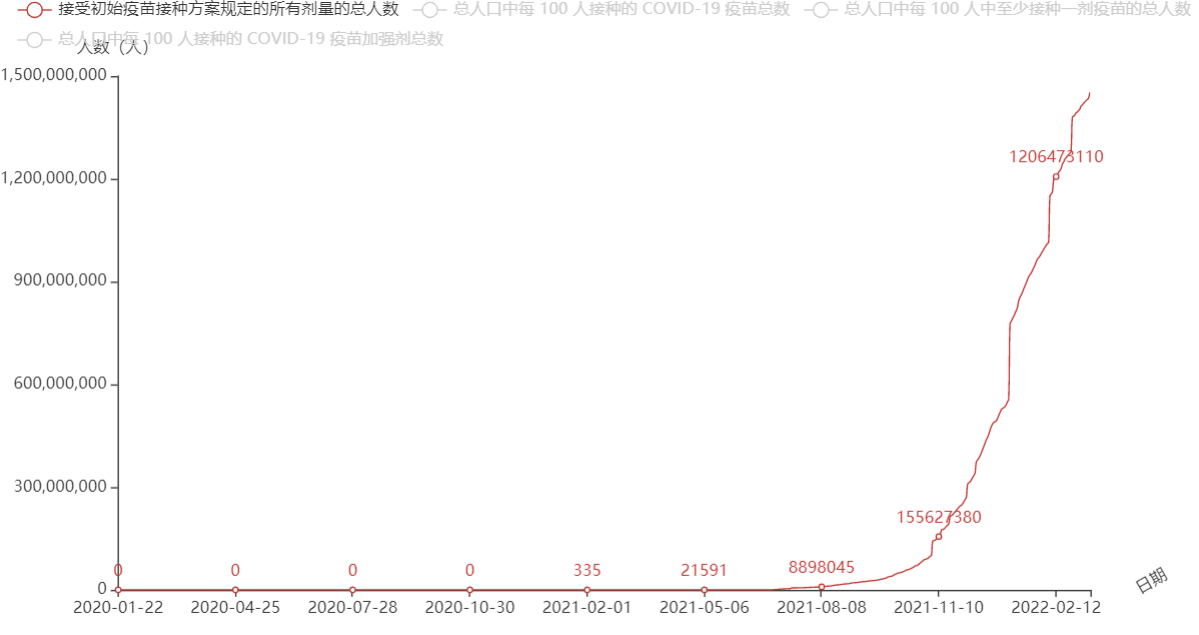 接受初始疫苗接种方案规定的所有剂量的总人数 总人口中每 100 人接种的 COVID-19 疫苗总数 总人口中每 100 人中至少接种一剂疫苗的总人数
总人口中每 100 人接种的 COVID-19 疫苗加强剂总数
人数（人）
1,500,000,000
1206473110
1,200,000,000
900,000,000
600,000,000
300,000,000
155627380
0 0 0 0 335 21591 8898045
0
日期
2020-01-22 2020-04-25 2020-07-28 2020-10-30 2021-02-01 2021-05-06 2021-08-08 2021-11-10 2022-02-12